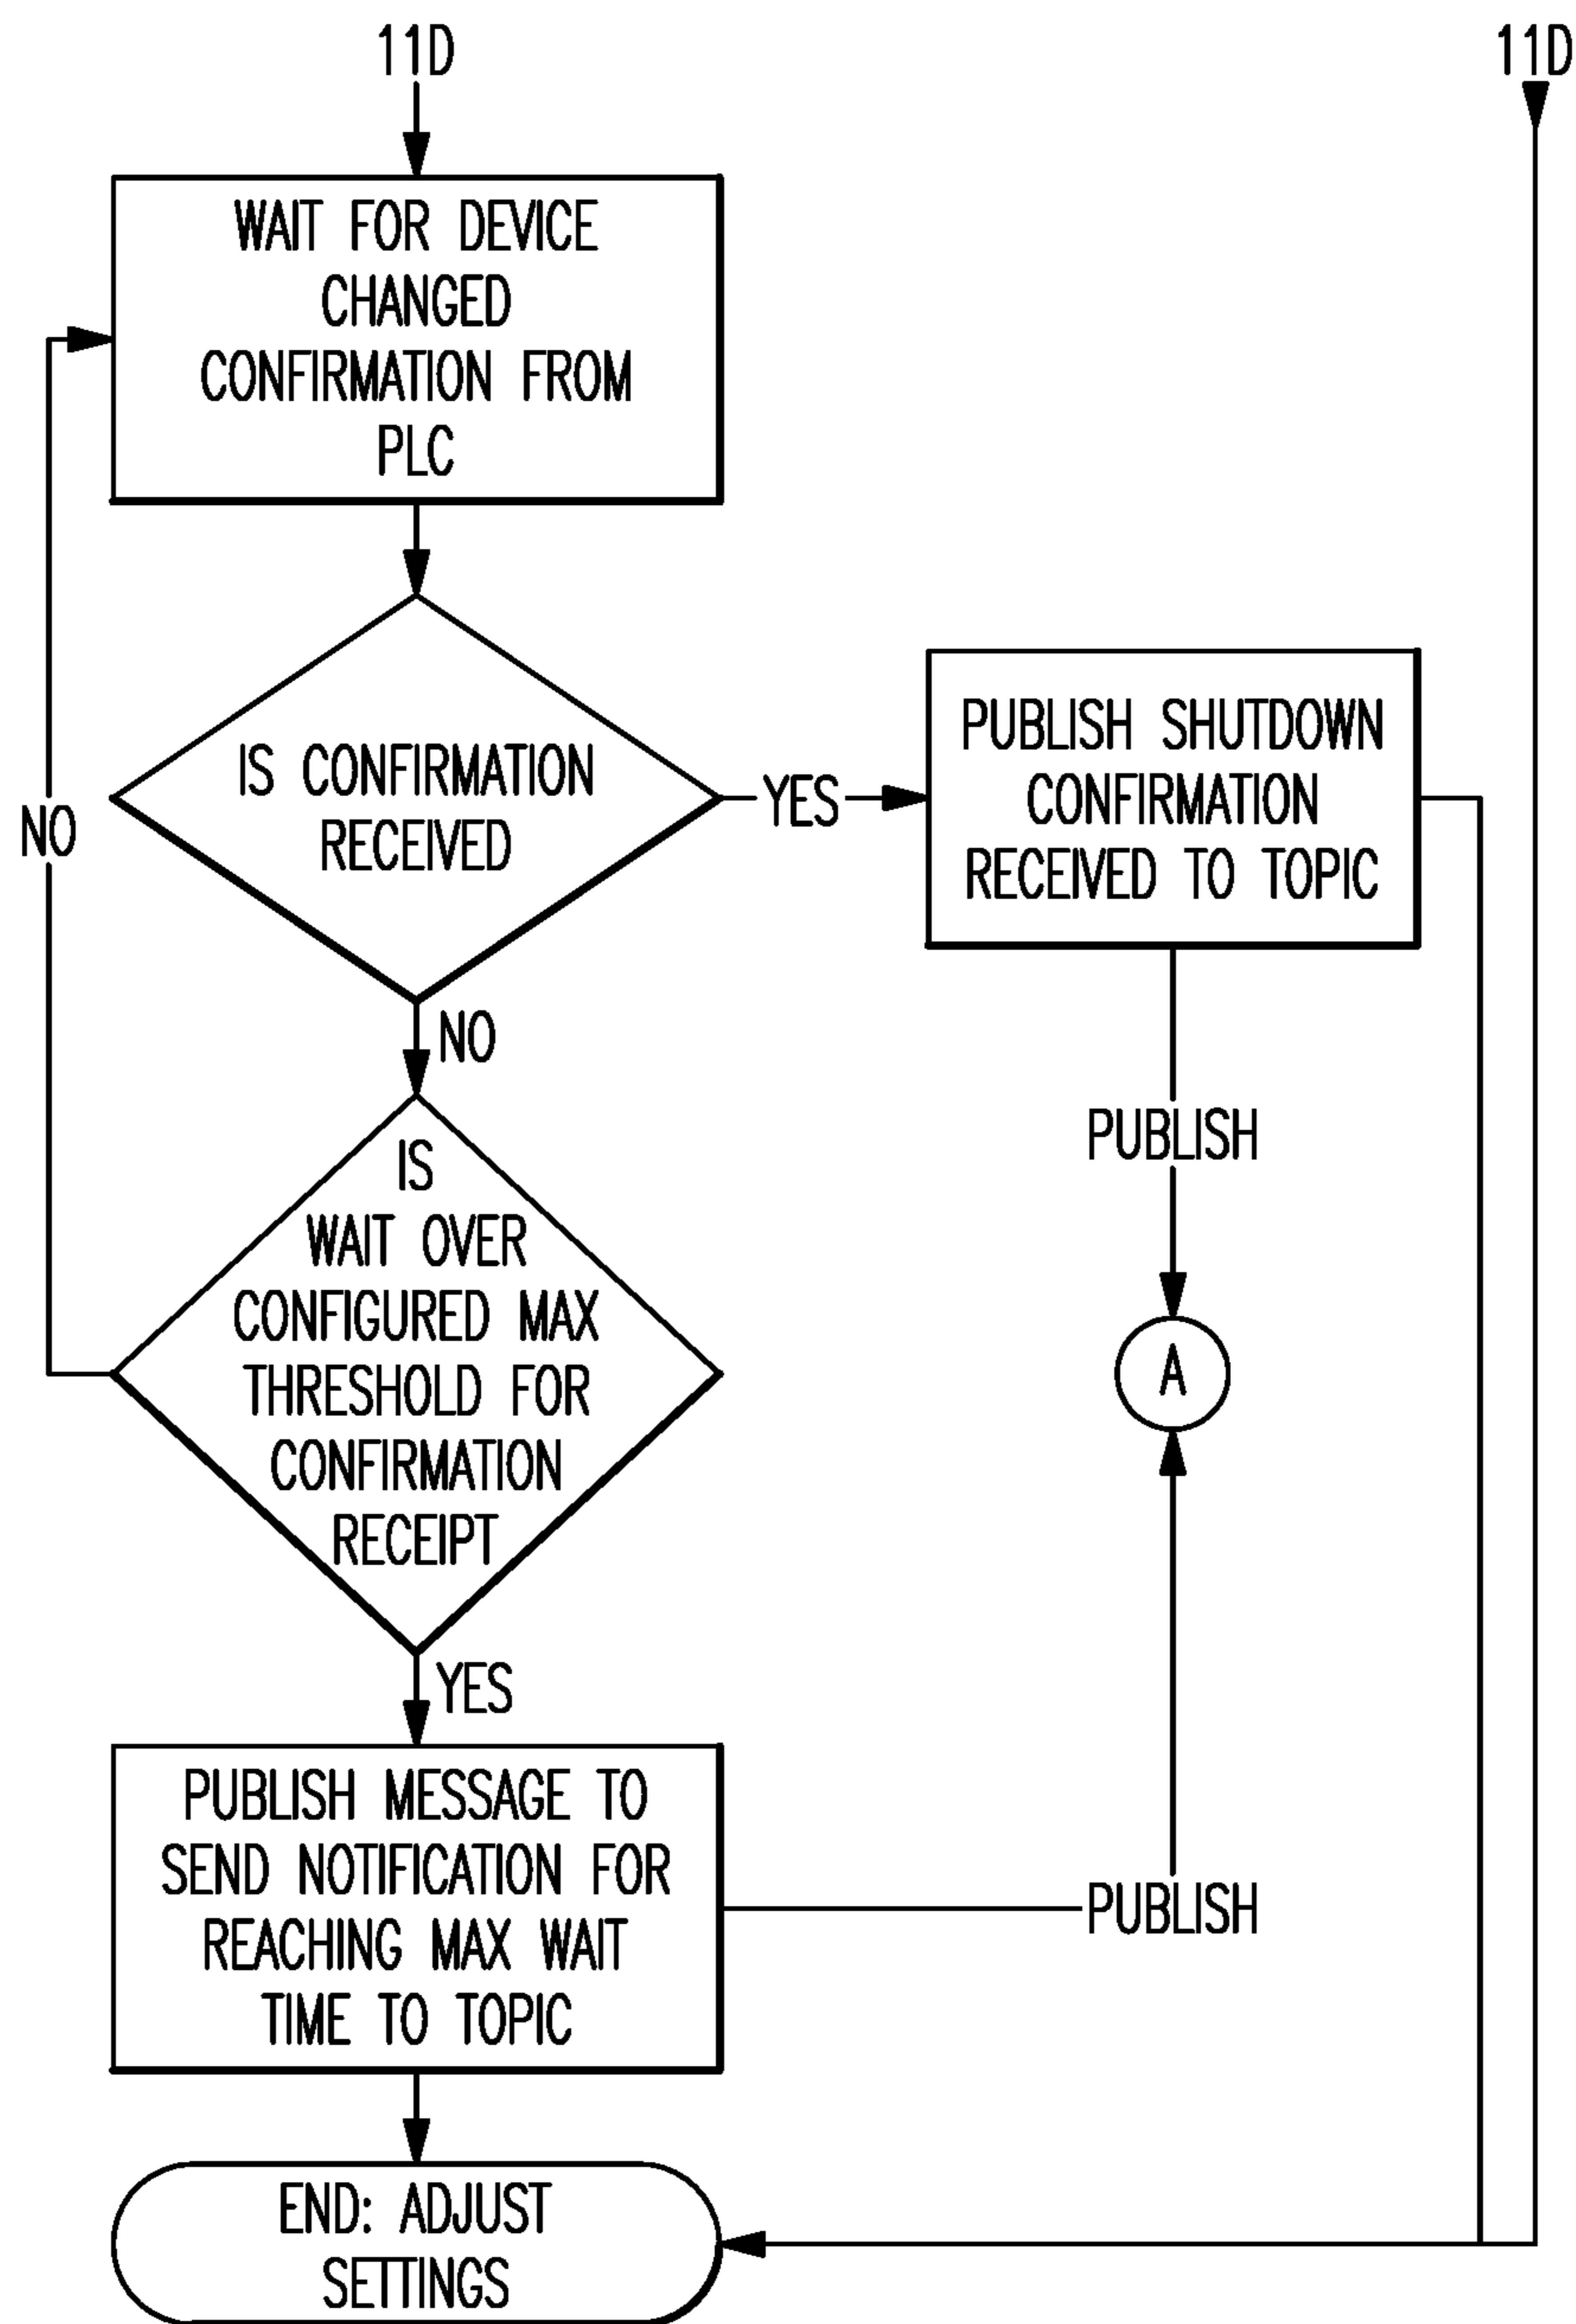 11D
11D
WAIT FOR DEVICE
CHANGED
CONFIRMATION FROM
PLC
IS CONFIRMATION
RECEIVED
YES
PUBLISH SHUTDOWN
CONFIRMATION
RECEIVED TO TOPIC
NO
NO
PUBLISH
IS
WAIT OVER
CONFIGURED MAX
THRESHOLD FOR
CONFIRMATION
RECEIPT
A
YES
PUBLISH MESSAGE TO
SEND NOTIFICATION FOR
REACHING MAX WAIT
TIME TO TOPIC
PUBLISH
END: ADJUST
SETTINGS